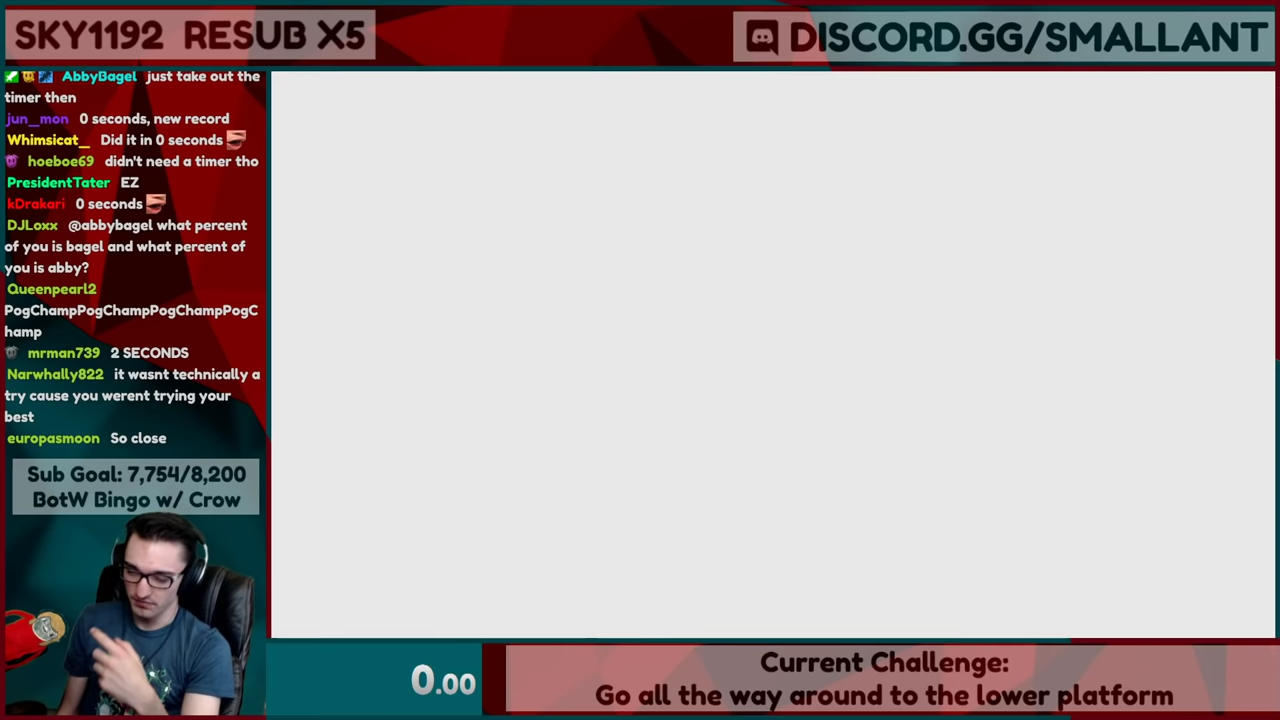 SKY1192 RESUB X5
DISCORD.GG/SMALLANT
AbbyBagel just take out the
timer then
jun_mon 0 seconds, new record
Whimsicat_ Did it in 0 seconds
hoeboe69 didn't need a timer tho
PresidentTater EZ
kDrakari 0 seconds
DJLoxx @abbybagel what percent
of you is bagel and what percent of
you is abby?
Queenpearl2
PogChampPogChampPogChampPogC
hamp
mrman739 2 SECONDS
Narwhally822 it wasnt technically a
try cause you werent trying your
best
europasmoon So close
Sub Goal: 7,754/8,200
BotW Bingo w/ Crow
0.00
Current Challenge:
Go all the way around to the lower platform